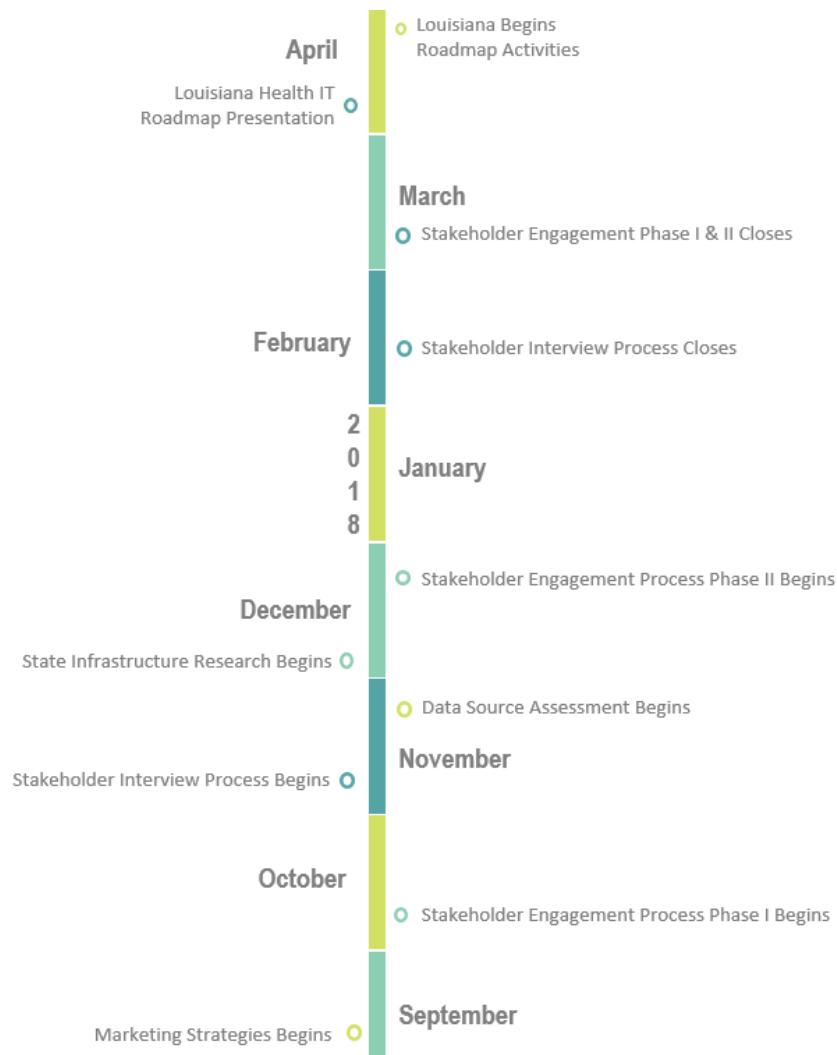 April
Louisiana Begins
Roadmap Activities
Louisiana Health IT
Roadmap Presentation
March
Stakeholder Engagement Phase I & II Closes
February
Stakeholder Interview Process Closes
2
0
1
8
January
Stakeholder Engagement Process Phase II Begins
December
State Infrastructure Research Begins
Data Source Assessment Begins
November
Stakeholder Interview Process Begins
October
Stakeholder Engagement Process Phase I Begins
September
Marketing Strategies Begins